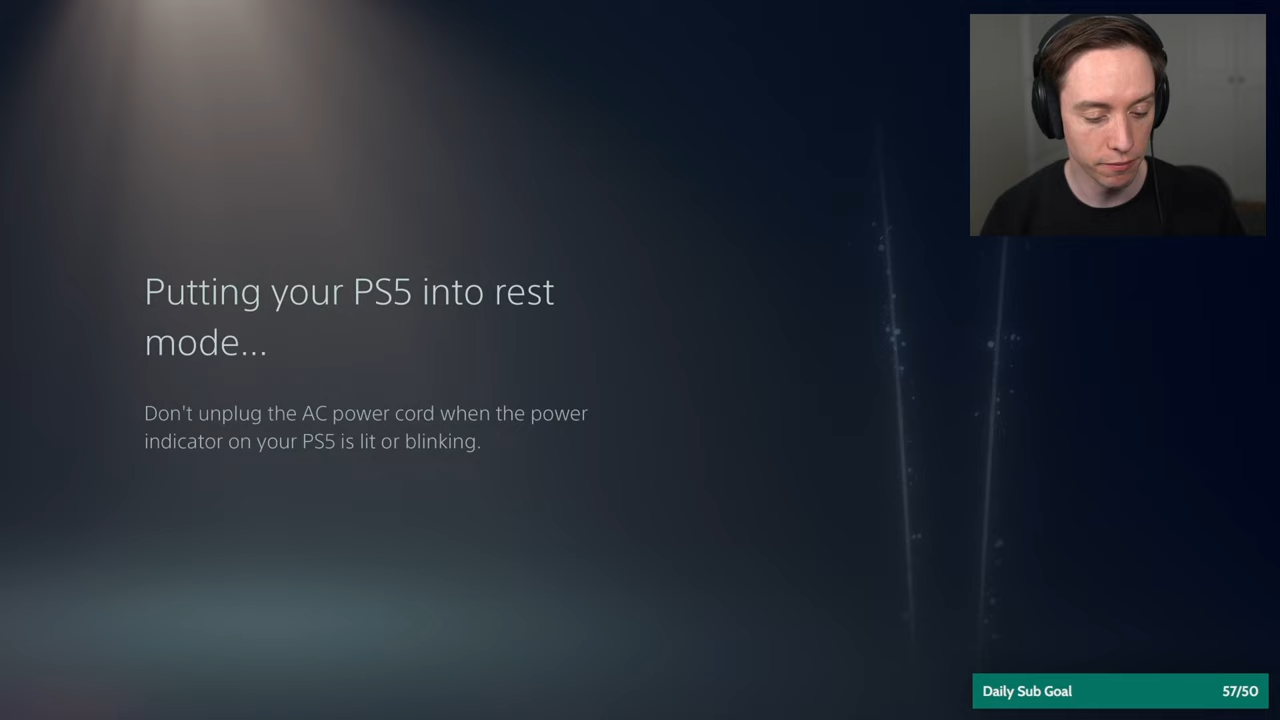 Putting your PS5 into rest
mode...
Don't unplug the AC power cord when the power
indicator on your PS5 is lit or blinking.
Daily Sub Goal 57/50